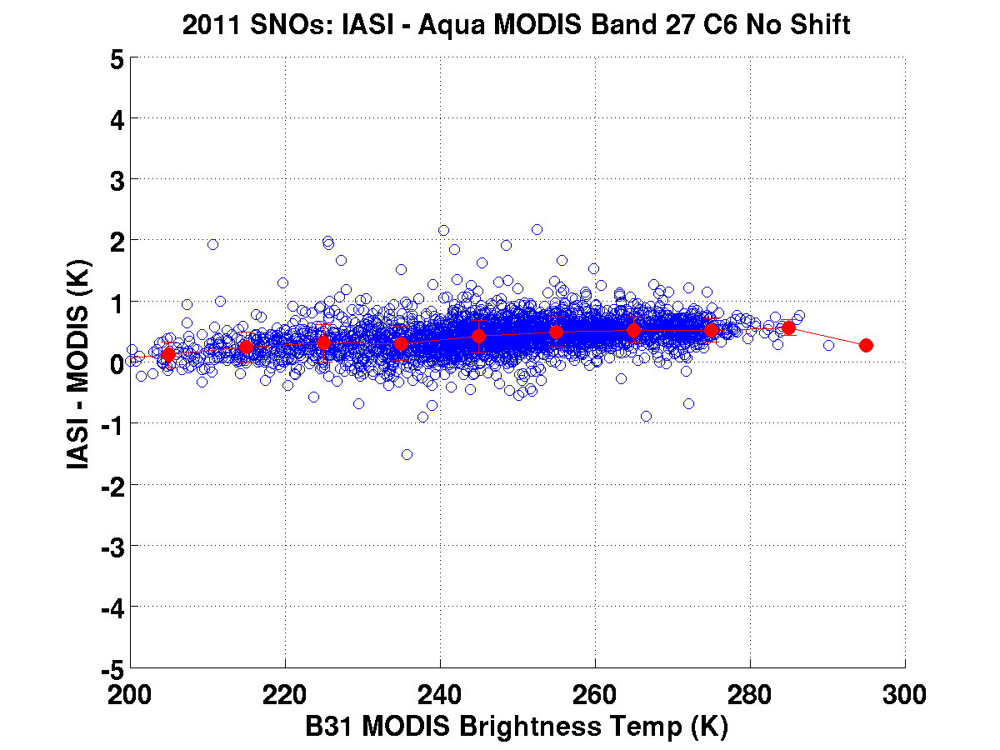 2011 SNOs: IASI - Aqua MODIS Band 27 C6 No Shift
5
4
3
2
1
0
-1
-2
-3
-4
-5
IASI - MODIS (K)
200 220 240 260 280 300
B31 MODIS Brightness Temp (K)